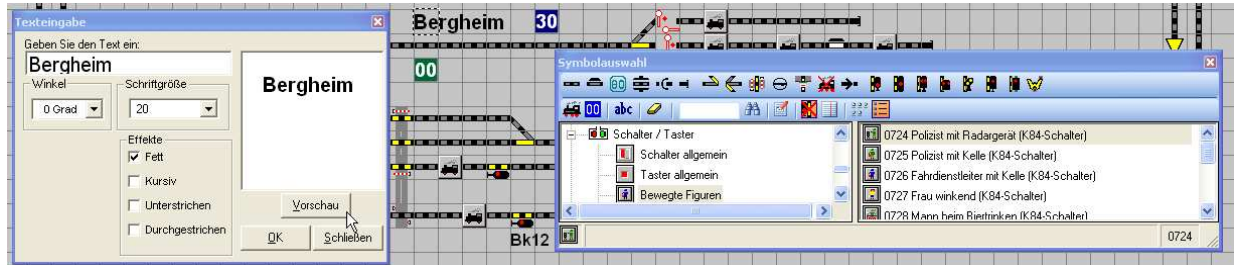 Texteingabe
Geben Sie den Text ein:
Bergheim
Winkel
0 Grad
Schriftgröße
20
Effekte
Fett
Kursiv
Unterstrichen
Durchgestrichen
Bergheim
Vorschau
OK
Schließen
Bergheim 30
00
Bk12
Symbolauswahl
80
00 abc
Schalter / Taster
Schalter allgemein
Taster allgemein
Bewegte Figuren
0724 Polizist mit Radargerät (K84-Schalter)
0725 Polizist mit Kelle (K84-Schalter)
0726 Fahrdienstleiter mit Kelle (K84-Schalter)
0727 Frau winkend (K84-Schalter)
0728 Mann beim Biertrinken (K84-Schalter)
0724